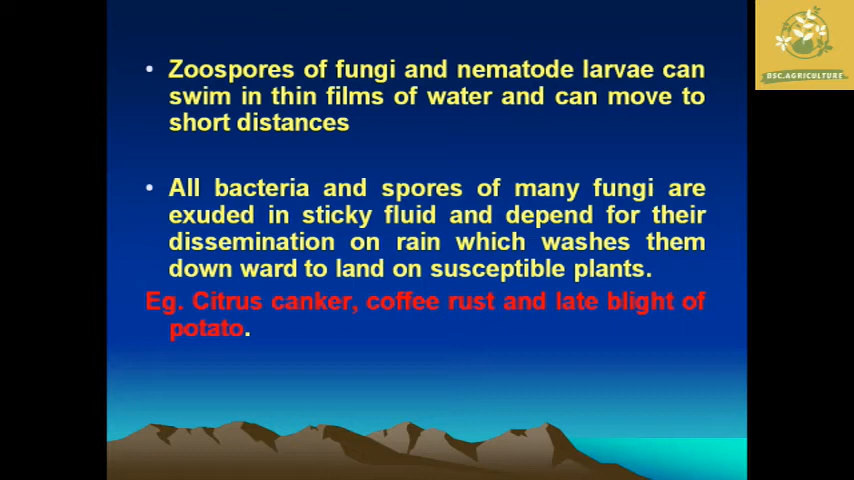 BSC.AGRICULTURE
• Zoospores of fungi and nematode larvae can
swim in thin films of water and can move to
short distances
• All bacteria and spores of many fungi are
exuded in sticky fluid and depend for their
dissemination on rain which washes them
down ward to land on susceptible plants.
Eg. Citrus canker, coffee rust and late blight of
potato.